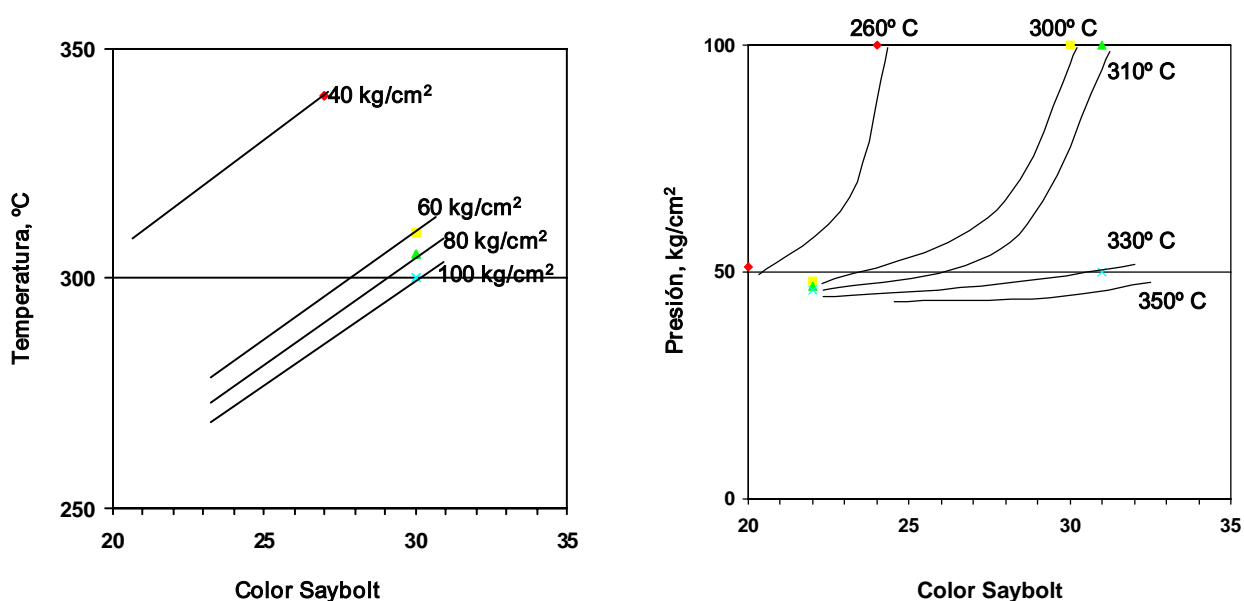 350
300
250
20
25
30
35
Temperatura, ºC
Color Saybolt
40 kg/cm²
60 kg/cm²
80 kg/cm²
100 kg/cm²
260º C
300º C
310º C
330º C
350º C
100
50
0
20
25
30
35
Presión, kg/cm²
Color Saybolt